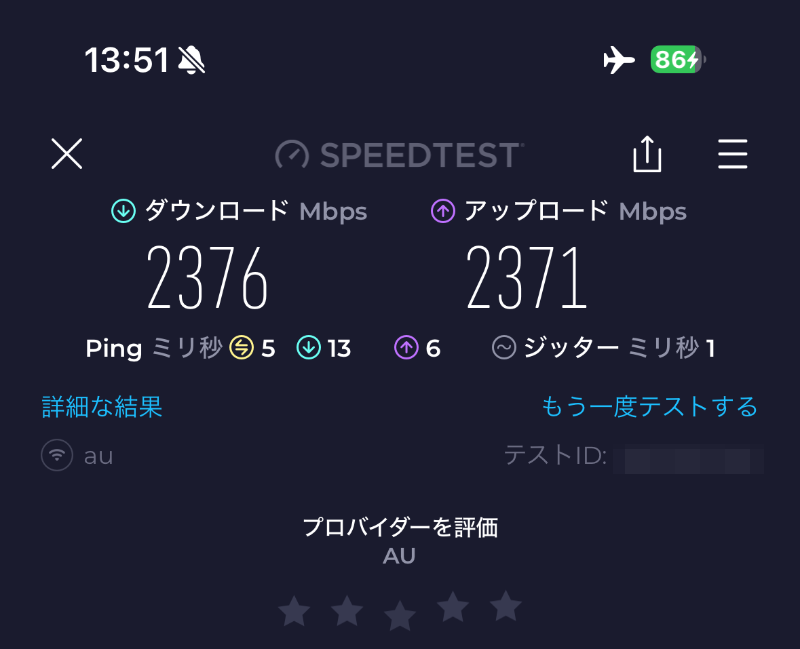 13:51 86
SPEEDTEST
ダウンロード Mbps アップロード Mbps
2376 2371
Ping ミリ秒 5 13 6 ジッター ミリ秒 1
詳細な結果 もう一度テストする
au テストID:
プロバイダーを評価
AU